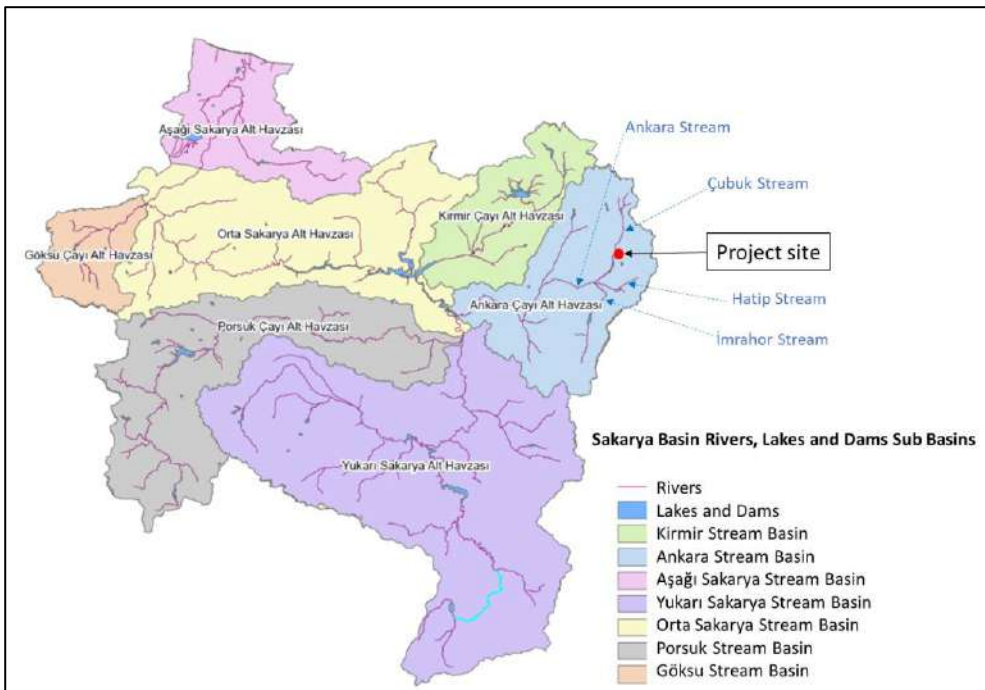 Aşağı Sakarya Alt Havzası
Ankara Stream
Çubuk Stream
Kirmir Çayı Alt Havzası
Orta Sakarya Alt Havzası
Göksu Çayı Alt Havzası
Project site
Ankara Çayı Alt Havzası
Hatip Stream
Porsuk Çayı Alt Havzası
İmrahor Stream
Sakarya Basin Rivers, Lakes and Dams Sub Basins
Yukarı Sakarya Alt Havzası
Rivers
Lakes and Dams
Kirmir Stream Basin
Ankara Stream Basin
Aşağı Sakarya Stream Basin
Yukarı Sakarya Stream Basin
Orta Sakarya Stream Basin
Porsuk Stream Basin
Göksu Stream Basin